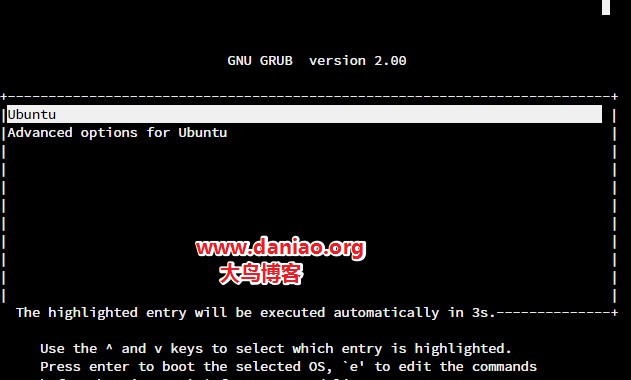 GNU GRUB  version 2.00
Ubuntu
Advanced options for Ubuntu
www.daniao.org
大鸟博客
The highlighted entry will be executed automatically in 3s.
Use the ^ and v keys to select which entry is highlighted.
Press enter to boot the selected OS, `e' to edit the commands